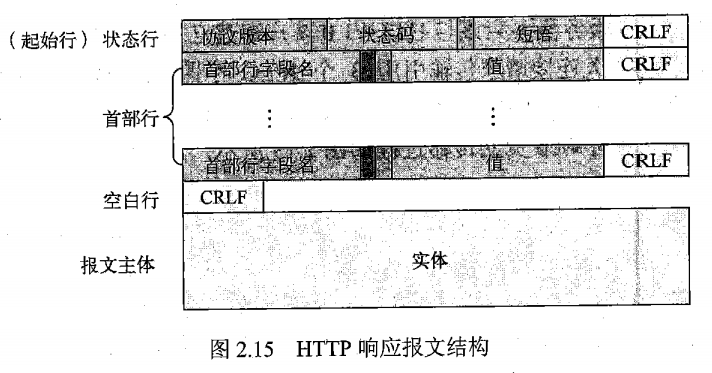 （起始行）状态行 协议版本 状态码 短语 CRLF
首部行字段名 值 CRLF
首部行 ⋮ ⋮
首部行字段名 值 CRLF
空白行 CRLF
报文主体 实体
图 2.15 HTTP 响应报文结构